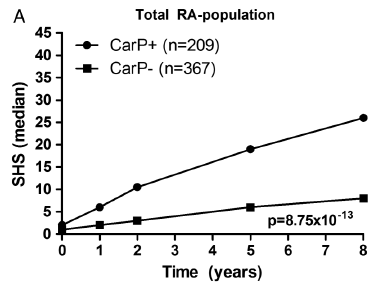 A
Total RA-population
CarP+ (n=209)
CarP- (n=367)
SHS (median)
45
40
35
30
25
20
15
10
5
0
p=8.75x10-13
0 1 2 3 4 5 6 7 8
Time (years)